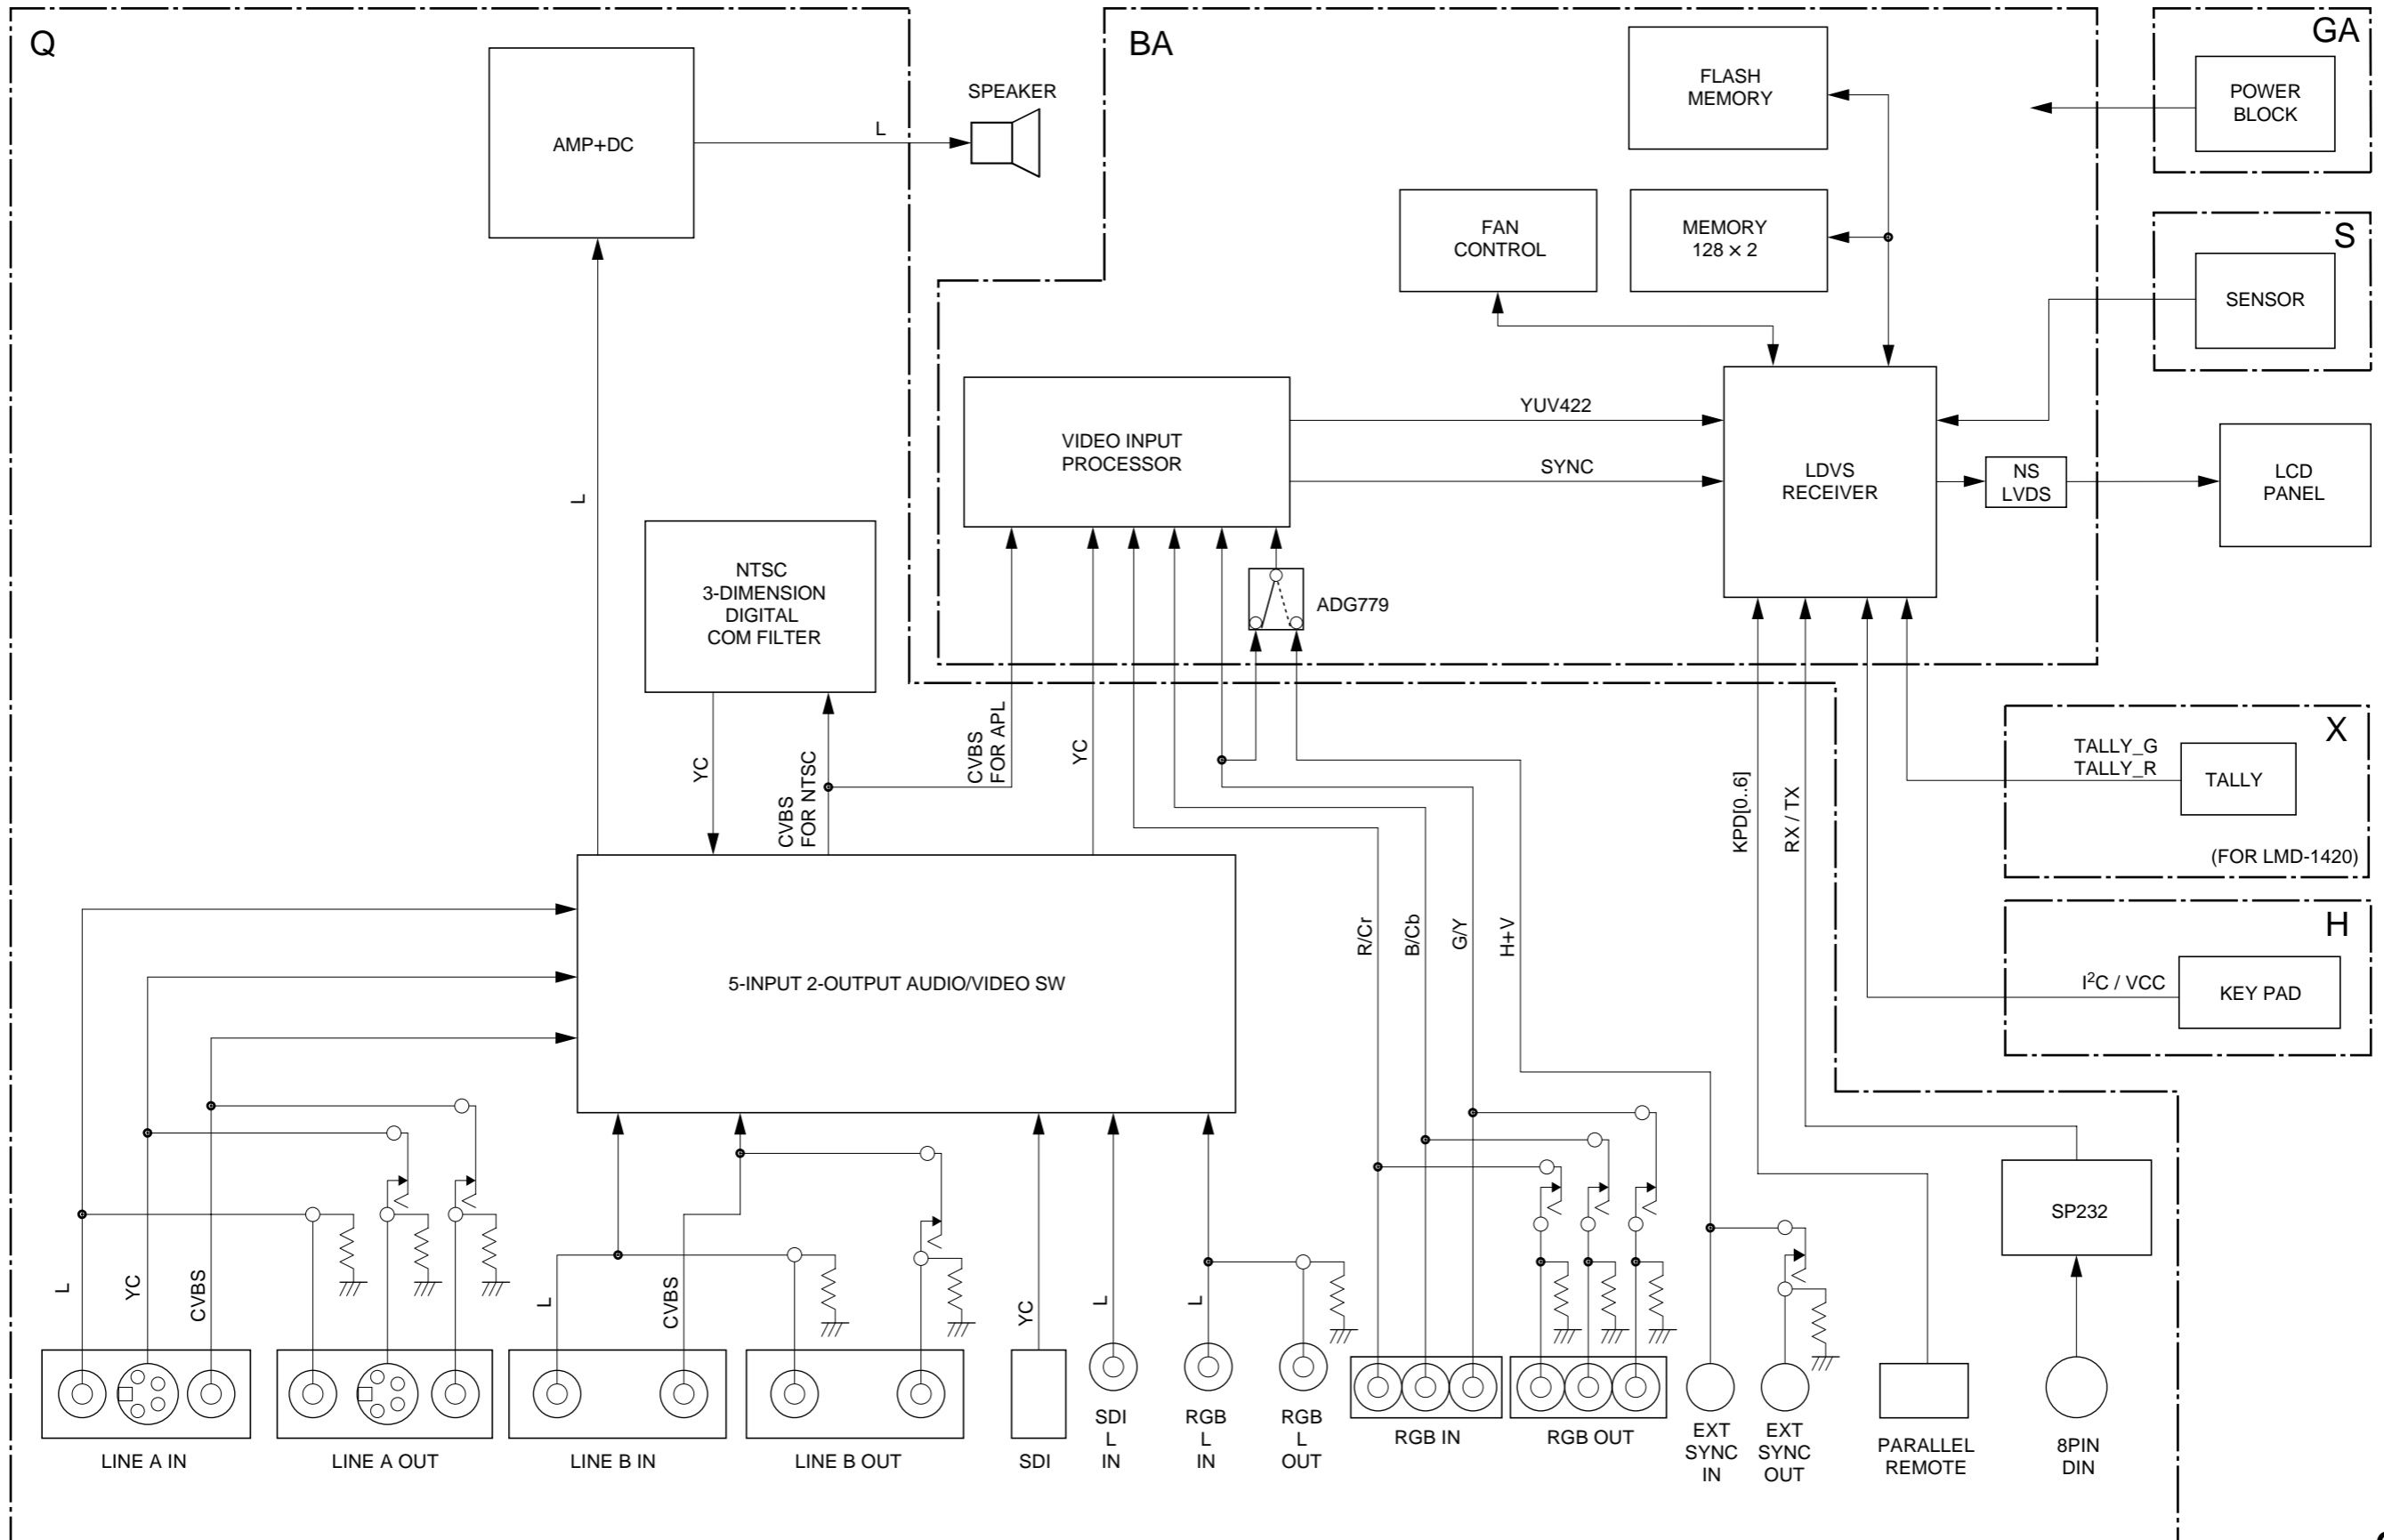 Q
BA
GA
AMP+DC
SPEAKER
L
FLASH
MEMORY
POWER
BLOCK
FAN
CONTROL
MEMORY
128 × 2
S
SENSOR
VIDEO INPUT
PROCESSOR
YUV422
SYNC
LDVS
RECEIVER
NS
LVDS
LCD
PANEL
L
NTSC
3-DIMENSION
DIGITAL
COM FILTER
ADG779
YC
CVBS
FOR NTSC
CVBS
FOR APL
YC
KPD[0..6]
RX / TX
X
TALLY_G
TALLY_R
TALLY
(FOR LMD-1420)
R/Cr
B/Cb
G/Y
H+V
H
I²C / VCC
KEY PAD
5-INPUT 2-OUTPUT AUDIO/VIDEO SW
SP232
L
YC
CVBS
L
CVBS
YC
L
L
LINE A IN
LINE A OUT
LINE B IN
LINE B OUT
SDI
SDI
L
IN
RGB
L
IN
RGB
L
OUT
RGB IN
RGB OUT
EXT
SYNC
IN
EXT
SYNC
OUT
PARALLEL
REMOTE
8PIN
DIN